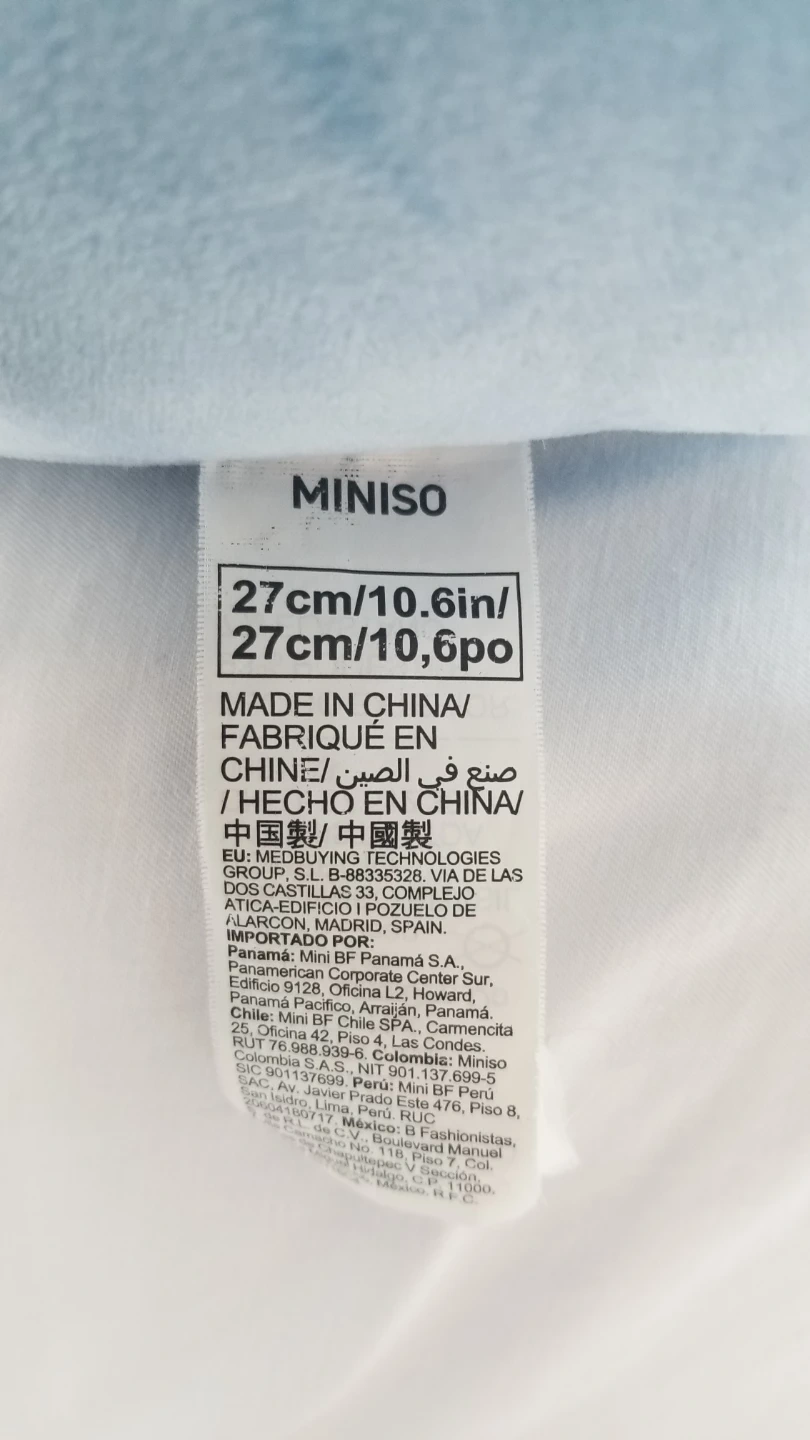 MINISO
27cm/10.6in/
27cm/10,6po
MADE IN CHINA/
FABRIQUÉ EN
CHINE/ صنع في الصين
/ HECHO EN CHINA/
中国製/ 中國製
EU: MEDBUYING TECHNOLOGIES
GROUP, S.L. B-88335328. VIA DE LAS
DOS CASTILLAS 33, COMPLEJO
ATICA-EDIFICIO I POZUELO DE
ALARCON, MADRID, SPAIN.
IMPORTADO POR:
Panamá: Mini BF Panamá S.A.,
Panamerican Corporate Center Sur,
Edificio 9128, Oficina L2, Howard,
Panamá Pacifico, Arraiján, Panamá.
Chile: Mini BF Chile SPA., Carmencita
25, Oficina 42, Piso 4, Las Condes.
RUT 76.988.939-6. Colombia: Miniso
Colombia S.A.S., NIT 901.137.699-5
SIC 901137699. Perú: Mini BF Perú
SAC, Av. Javier Prado Este 476, Piso 8,
San Isidro, Lima, Perú. RUC
20604160717. México: B Fashionistas,
de R.L. de C.V., Boulevard Manuel
Camacho No. 118, Piso 7, Col.
Chapultepec V Sección,
Hidalgo, C.P. 11000,
México, R.F.C.